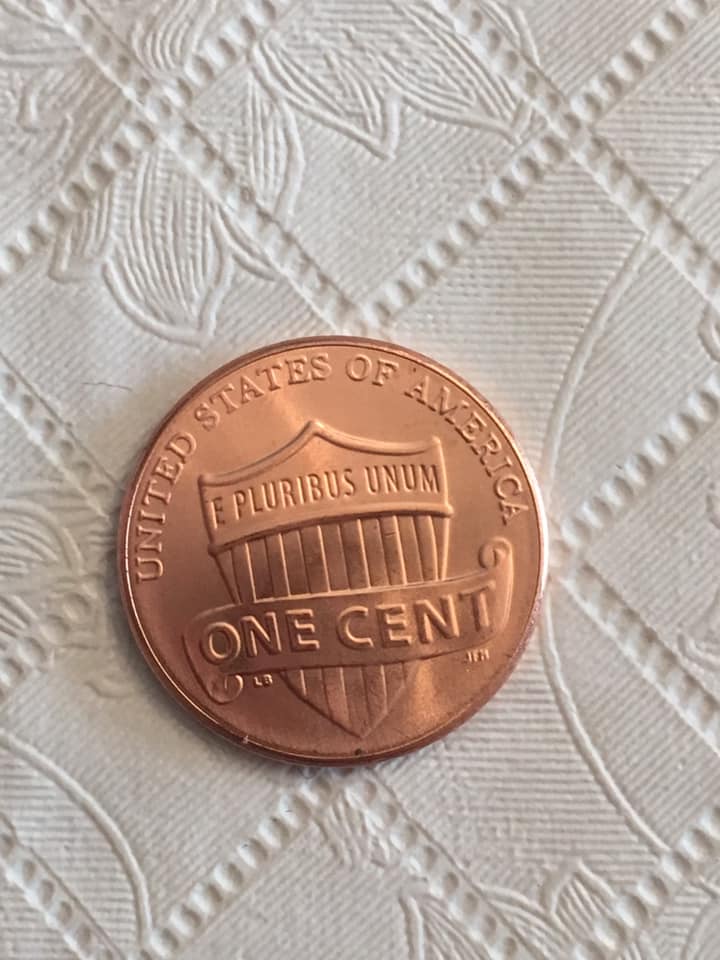 UNITED STATES OF AMERICA
E PLURIBUS UNUM
ONE CENT
LB
JFM